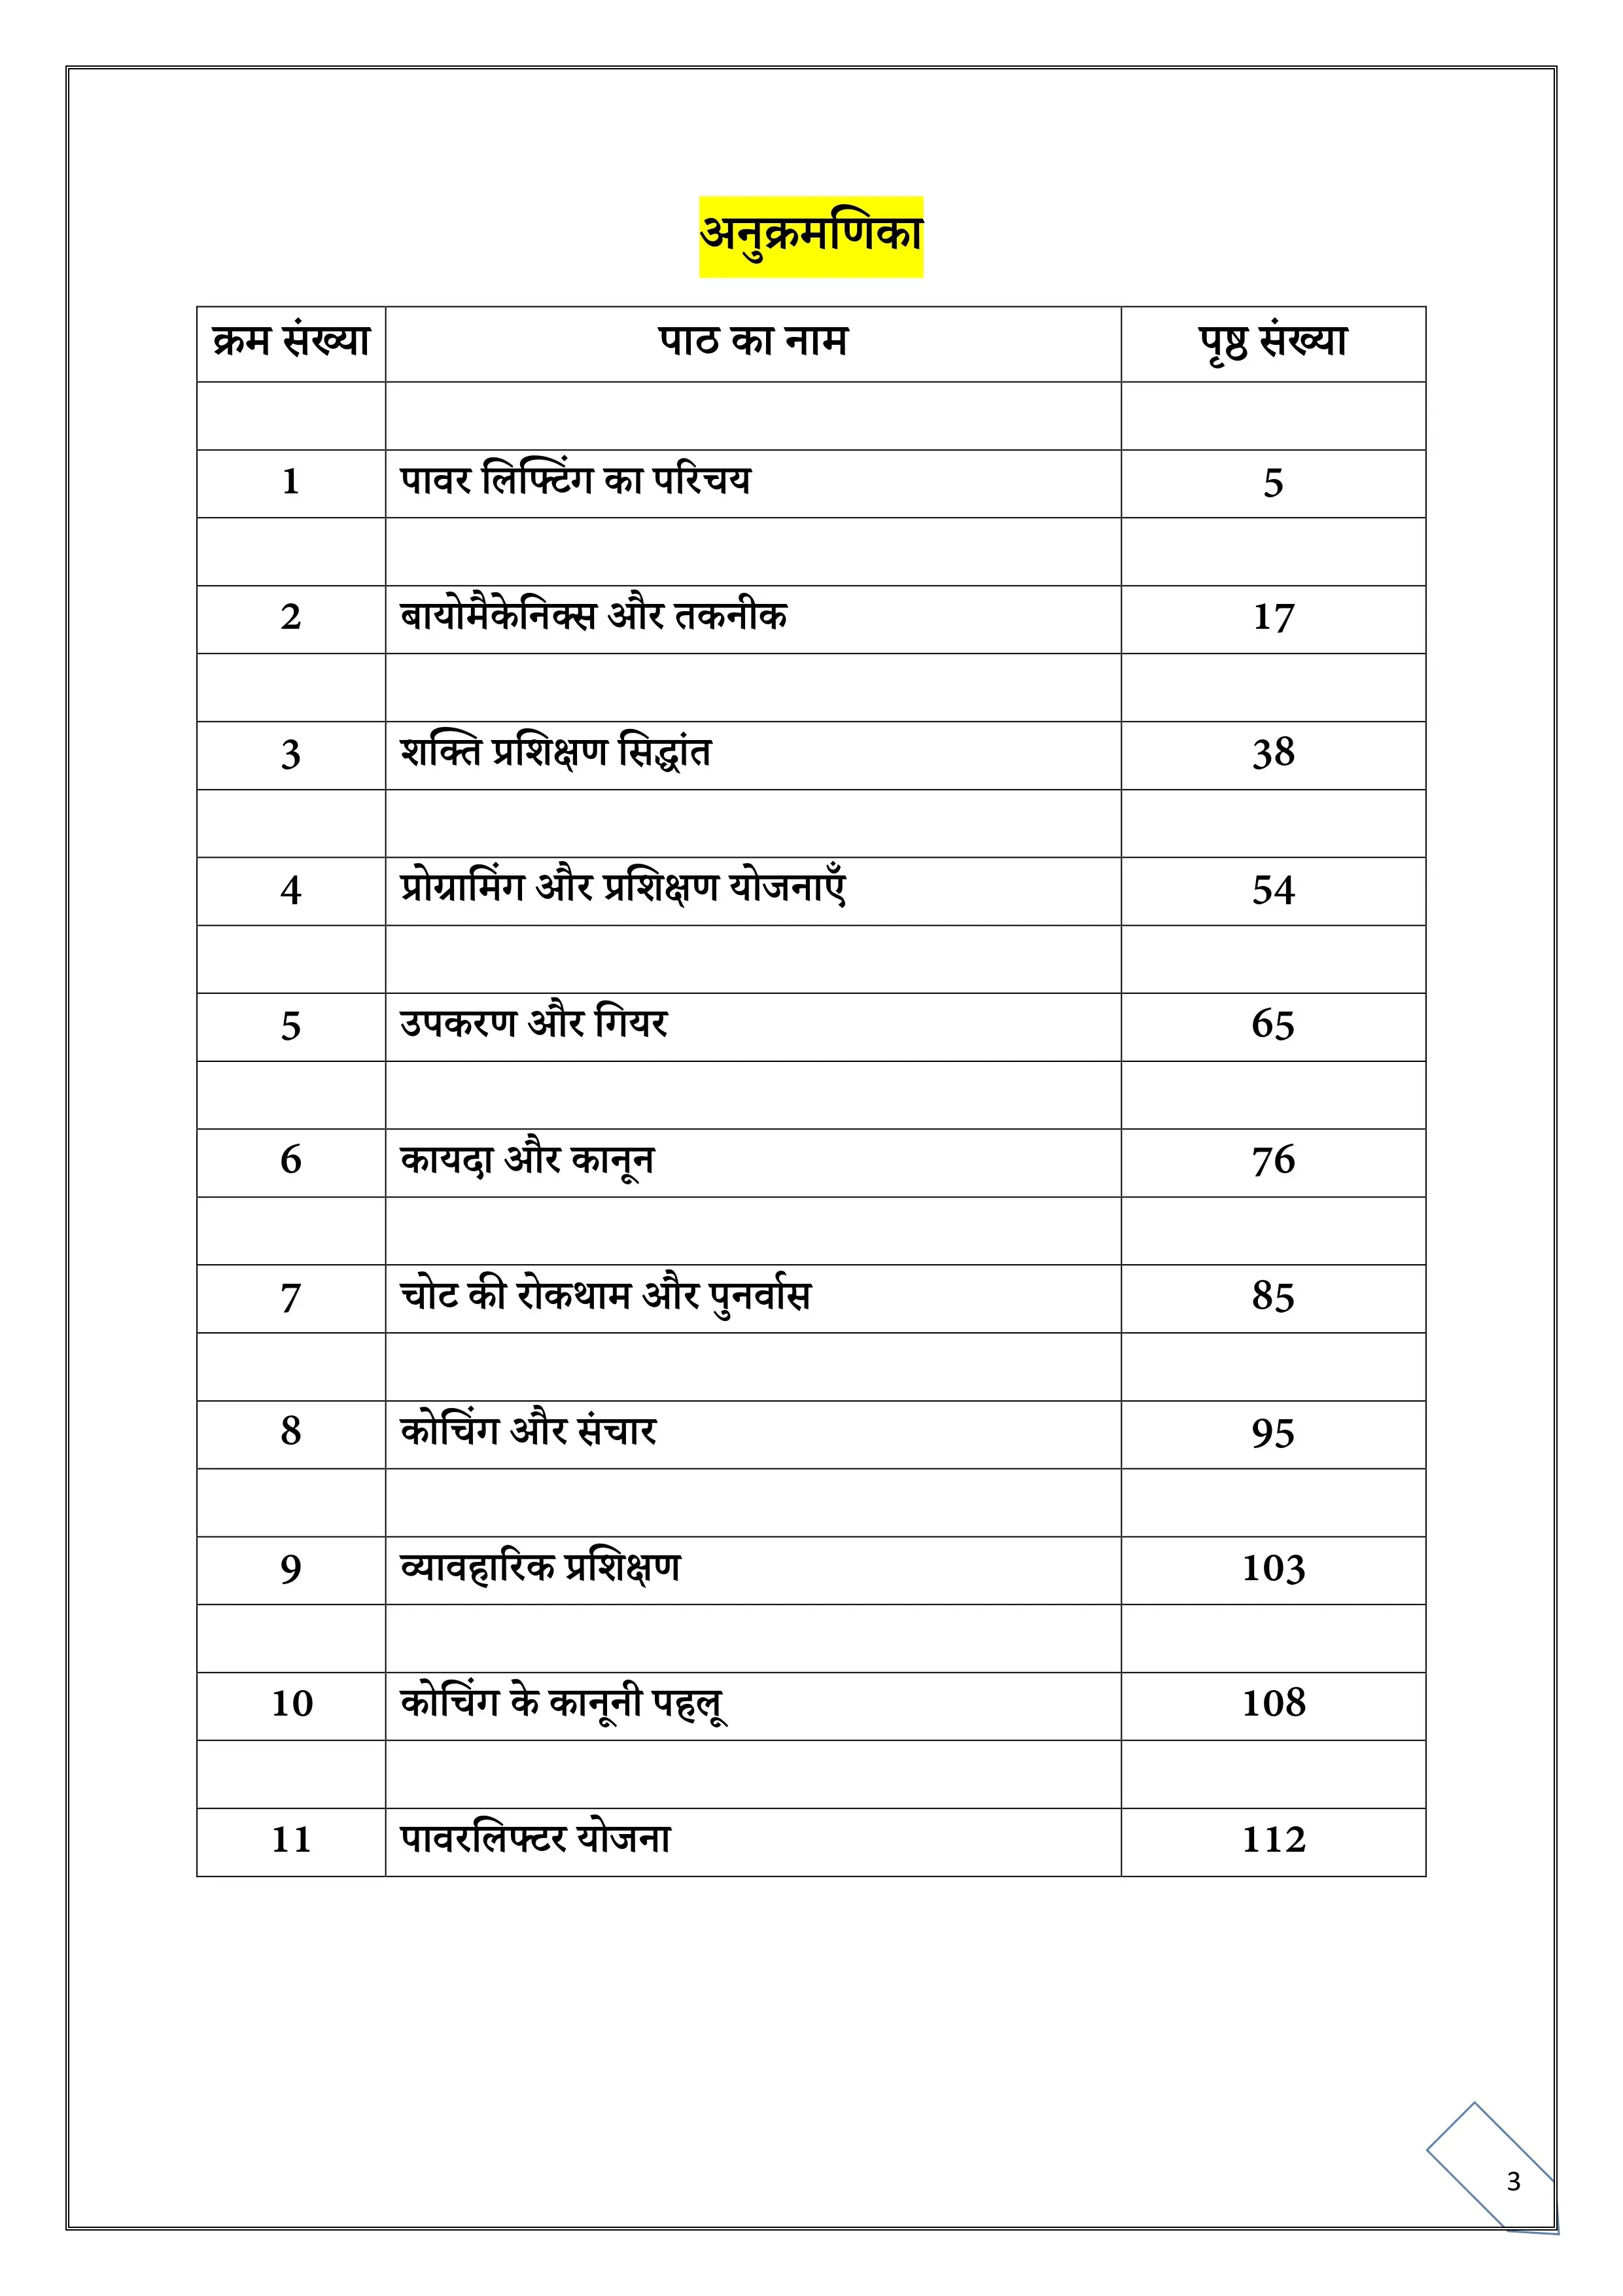 अनुक्रमणिका
क्रम संख्या पाठ का नाम पृष्ठ संख्या
1 पावर लिफ्टिंग का परिचय 5
2 बायोमैकेनिक्स और तकनीक 17
3 शक्ति प्रशिक्षण सिद्धांत 38
4 प्रोग्रामिंग और प्रशिक्षण योजनाएँ 54
5 उपकरण और गियर 65
6 कायदा और कानून 76
7 चोट की रोकथाम और पुनर्वास 85
8 कोचिंग और संचार 95
9 व्यावहारिक प्रशिक्षण 103
10 कोचिंग के कानूनी पहलू 108
11 पावरलिफ्टर योजना 112
3